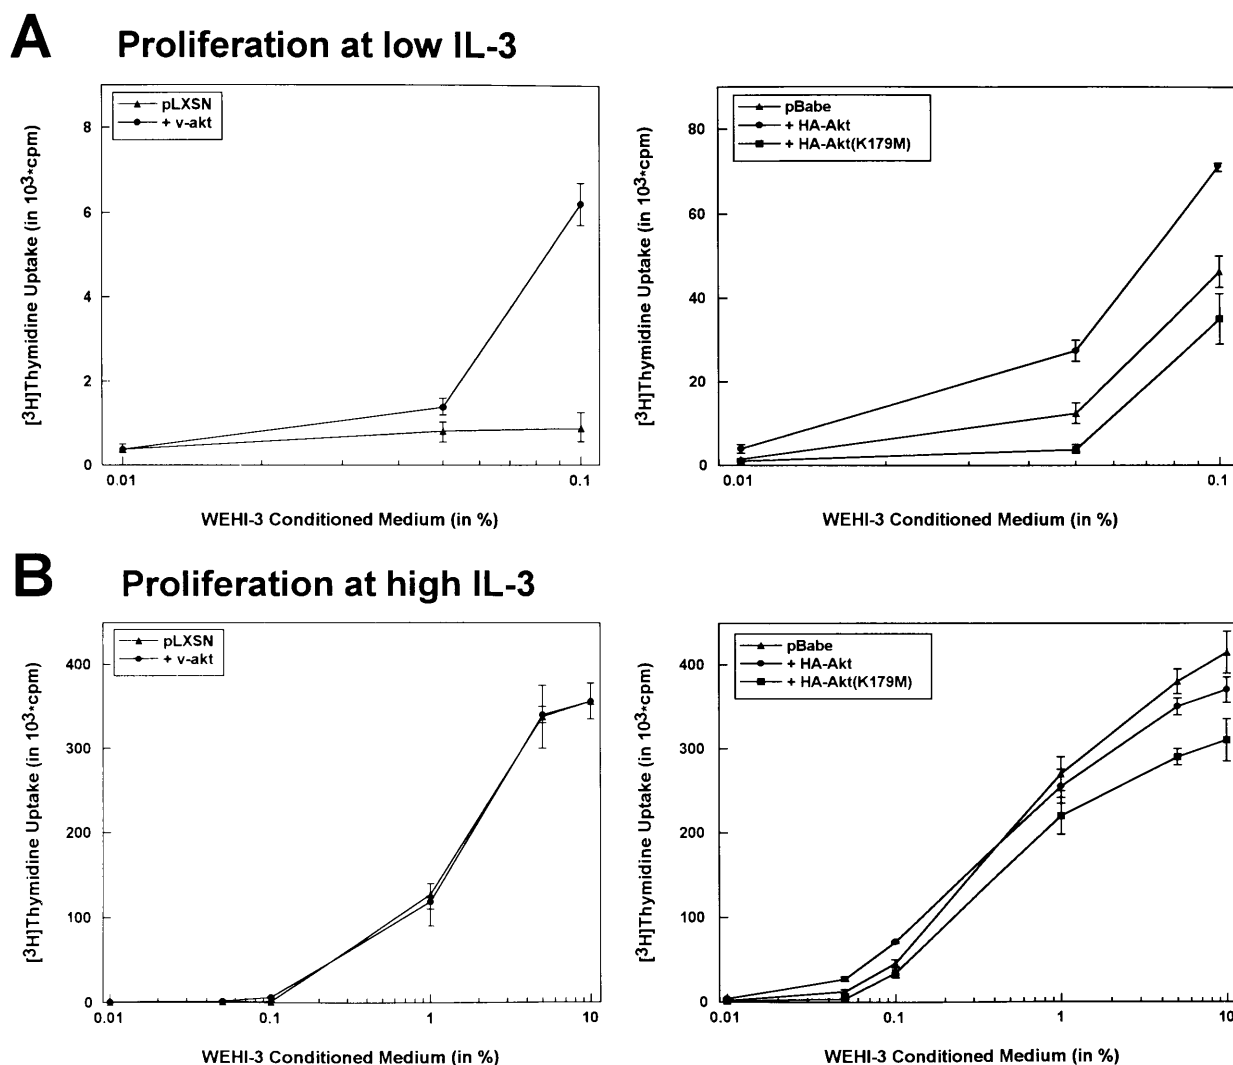 A Proliferation at low IL-3
pLXSN
+ v-akt
[³H]Thymidine Uptake (in 10³*cpm)
8
6
4
2
0
0.01
0.1
WEHI-3 Conditioned Medium (in %)
pBabe
+ HA-Akt
+ HA-Akt(K179M)
[³H]Thymidine Uptake (in 10³*cpm)
80
60
40
20
0
0.01
0.1
WEHI-3 Conditioned Medium (in %)
B Proliferation at high IL-3
pLXSN
+ v-akt
[³H]Thymidine Uptake (in 10³*cpm)
400
300
200
100
0
0.01
0.1
1
10
WEHI-3 Conditioned Medium (in %)
pBabe
+ HA-Akt
+ HA-Akt(K179M)
[³H]Thymidine Uptake (in 10³*cpm)
400
300
200
100
0
0.01
0.1
1
10
WEHI-3 Conditioned Medium (in %)